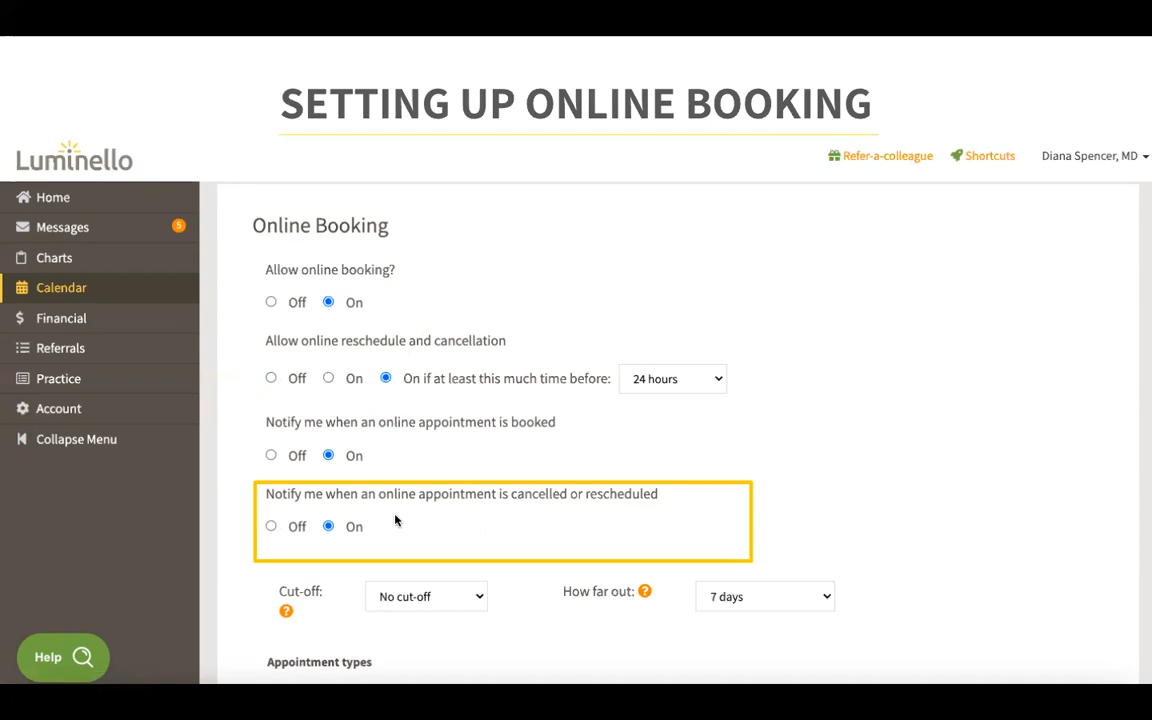 SETTING UP ONLINE BOOKING
Luminello
Refer-a-colleague
Shortcuts
Diana Spencer, MD
Home
Messages 5
Charts
Calendar
Financial
Referrals
Practice
Account
Collapse Menu
Help
Online Booking
Allow online booking?
Off On
Allow online reschedule and cancellation
Off On On if at least this much time before: 24 hours
Notify me when an online appointment is booked
Off On
Notify me when an online appointment is cancelled or rescheduled
Off On
Cut-off: ? No cut-off How far out: ? 7 days
Appointment types